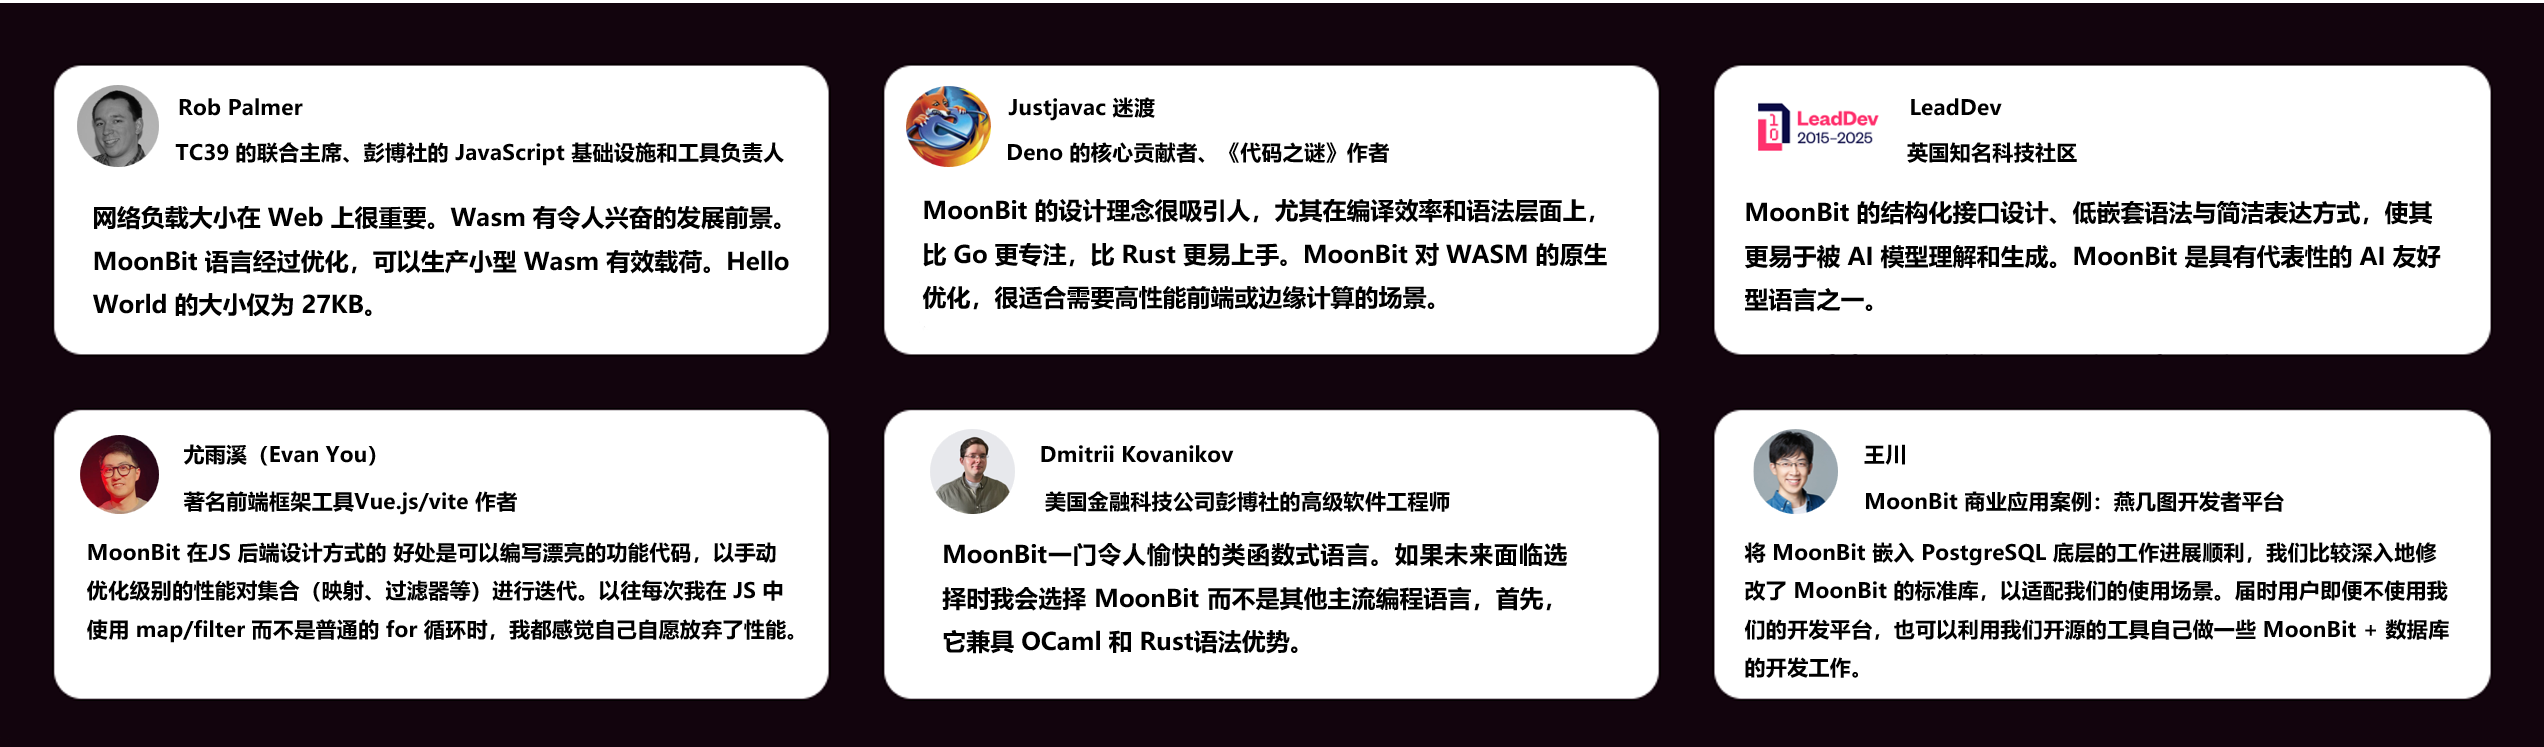 Rob Palmer
TC39 的联合主席、彭博社的 JavaScript 基础设施和工具负责人
网络负载大小在 Web 上很重要。Wasm 有令人兴奋的发展前景。
MoonBit 语言经过优化，可以生产小型 Wasm 有效载荷。Hello
World 的大小仅为 27KB。
Justjavac 迷渡
Deno 的核心贡献者、《代码之谜》作者
MoonBit 的设计理念很吸引人，尤其在编译效率和语法层面上，
比 Go 更专注，比 Rust 更易上手。MoonBit 对 WASM 的原生
优化，很适合需要高性能前端或边缘计算的场景。
10
LeadDev
2015-2025
LeadDev
英国知名科技社区
MoonBit 的结构化接口设计、低嵌套语法与简洁表达方式，使其
更易于被 AI 模型理解和生成。MoonBit 是具有代表性的 AI 友好
型语言之一。
尤雨溪（Evan You）
著名前端框架工具Vue.js/vite 作者
MoonBit 在JS 后端设计方式的 好处是可以编写漂亮的功能代码，以手动
优化级别的性能对集合（映射、过滤器等）进行迭代。以往每次我在 JS 中
使用 map/filter 而不是普通的 for 循环时，我都感觉自己自愿放弃了性能。
Dmitrii Kovanikov
美国金融科技公司彭博社的高级软件工程师
MoonBit一门令人愉快的类函数式语言。如果未来面临选
择时我会选择 MoonBit 而不是其他主流编程语言，首先，
它兼具 OCaml 和 Rust语法优势。
王川
MoonBit 商业应用案例：燕几图开发者平台
将 MoonBit 嵌入 PostgreSQL 底层的工作进展顺利，我们比较深入地修
改了 MoonBit 的标准库，以适配我们的使用场景。届时用户即便不使用我
们的开发平台，也可以利用我们开源的工具自己做一些 MoonBit + 数据库
的开发工作。